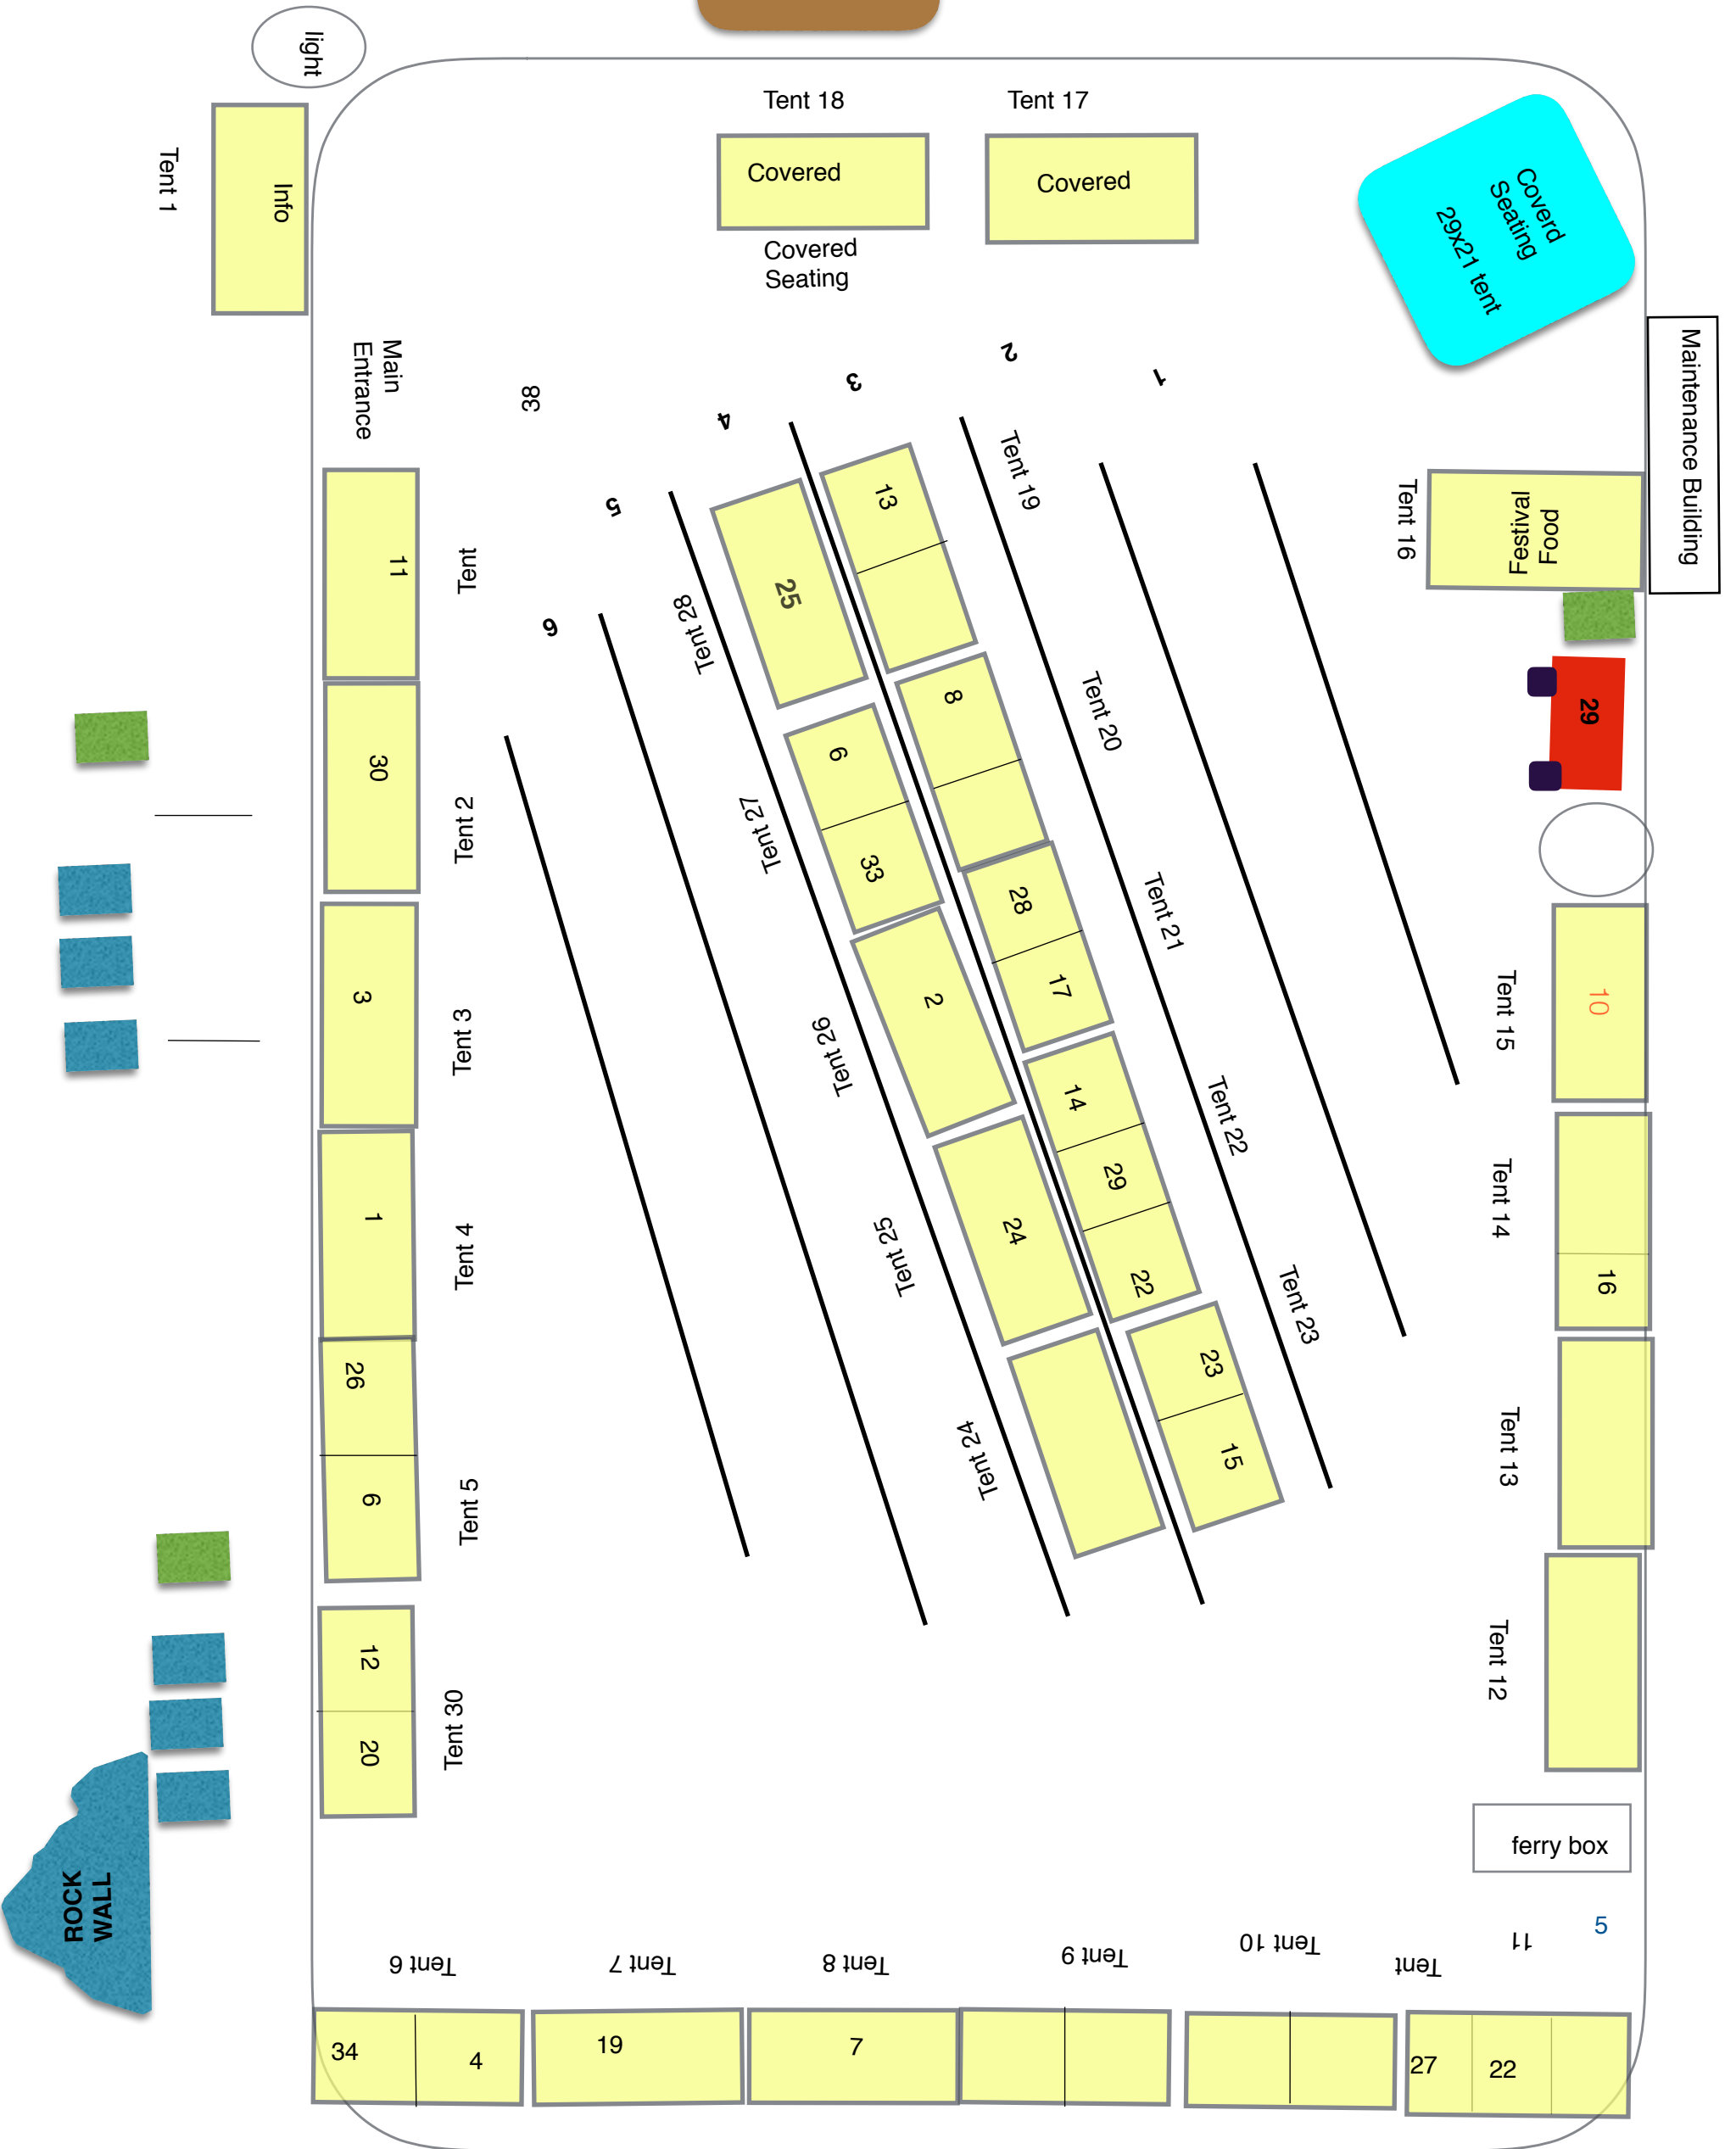 light
Tent 18
Tent 17
Tent 1
Info
Covered
Covered
Covered
Seating
Coverd
Seating
29x21 tent
Maintenance Building
Main
Entrance
38
1
2
3
4
5
6
11
Tent
30
Tent 2
3
Tent 3
1
Tent 4
26
6
Tent 5
12
20
Tent 30
Tent 19
13
Tent 20
8
Tent 21
28
17
Tent 22
14
29
22
Tent 23
23
15
Tent 28
25
Tent 27
6
33
Tent 26
2
Tent 25
24
Tent 24
Tent 16
Food
Festival
29
Tent 15
10
Tent 14
16
Tent 13
Tent 12
ferry box
5
ROCK
WALL
Tent 6
Tent 7
Tent 8
Tent 9
Tent 10
Tent
11
34
4
19
7
27
22